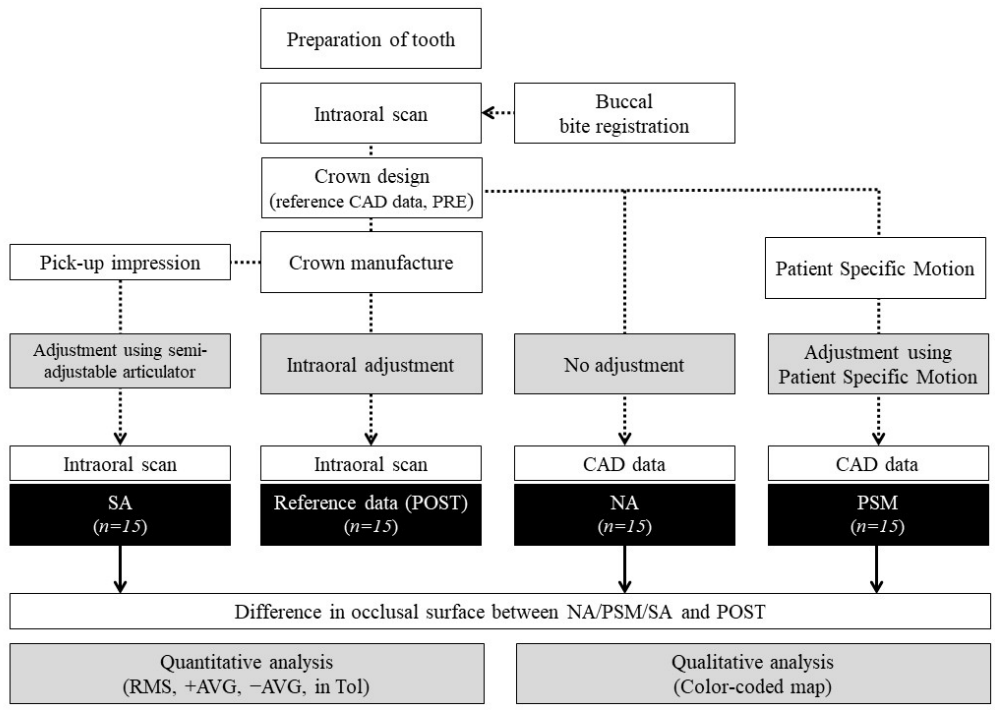 Preparation of tooth
Intraoral scan
Buccal
bite registration
Crown design
(reference CAD data, PRE)
Pick-up impression
Crown manufacture
Patient Specific Motion
Adjustment using semi-
adjustable articulator
Intraoral adjustment
No adjustment
Adjustment using
Patient Specific Motion
Intraoral scan
Intraoral scan
CAD data
CAD data
SA
(n=15)
Reference data (POST)
(n=15)
NA
(n=15)
PSM
(n=15)
Difference in occlusal surface between NA/PSM/SA and POST
Quantitative analysis
(RMS, +AVG, −AVG, in Tol)
Qualitative analysis
(Color-coded map)